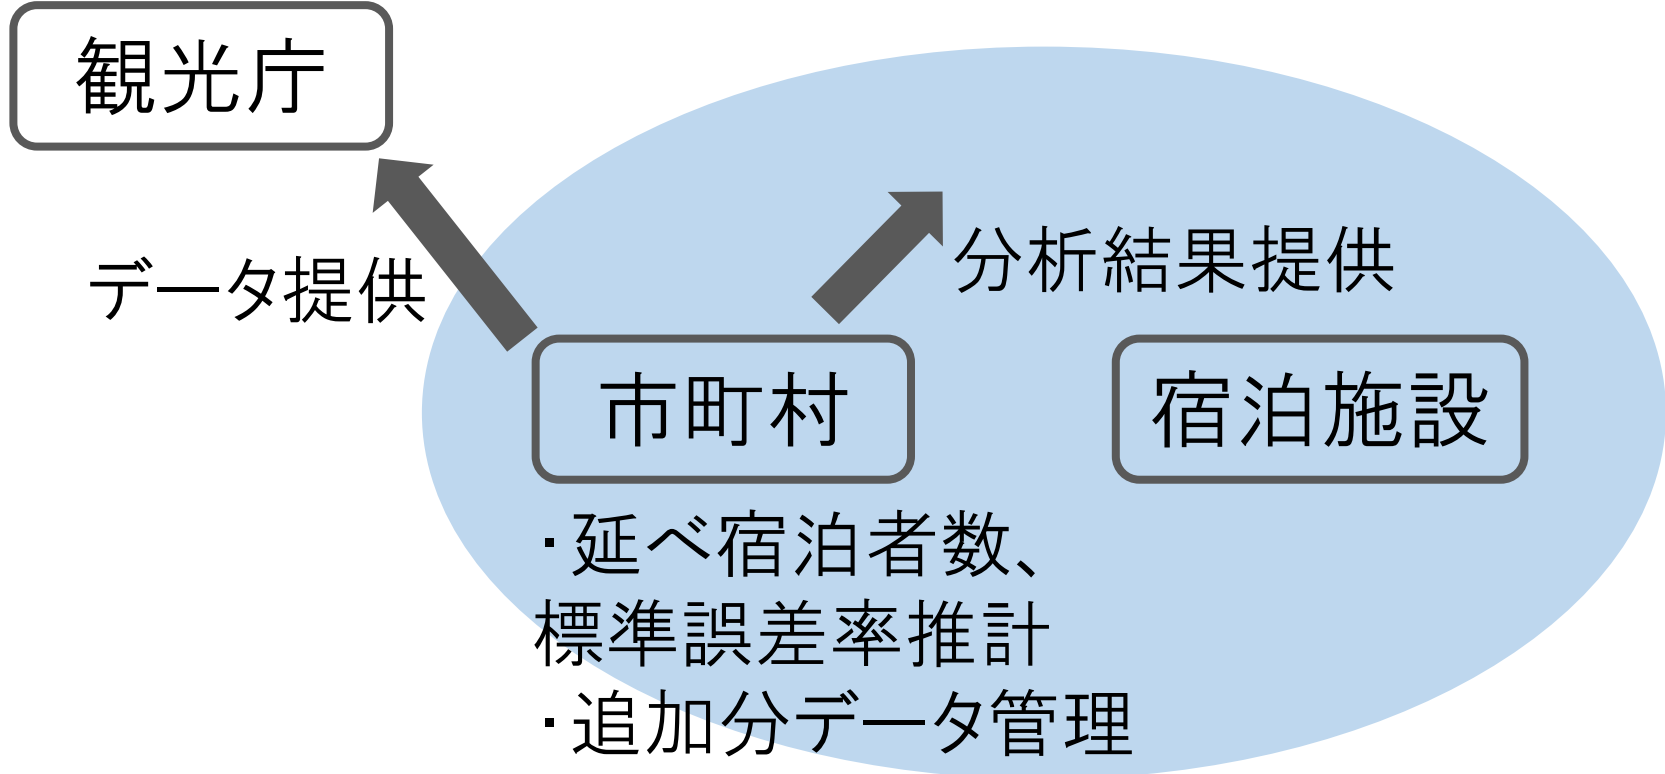 観光庁
データ提供
分析結果提供
市町村
宿泊施設
・延べ宿泊者数、
標準誤差率推計
・追加分データ管理